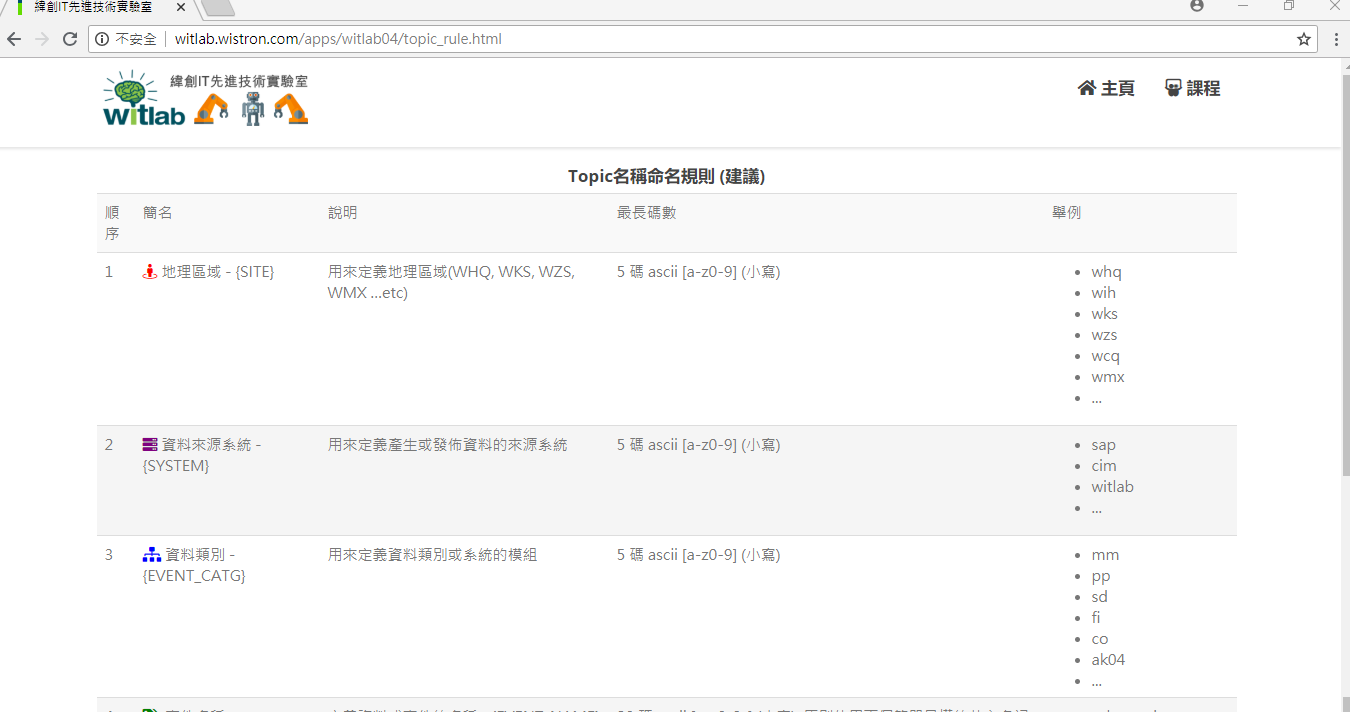 緯創IT先進技術實驗室
不安全 witlab.wistron.com/apps/witlab04/topic_rule.html
緯創IT先進技術實驗室
witlab
主頁 課程
Topic名稱命名規則 (建議)
順序 簡名 說明 最長碼數 舉例
1 地理區域 - {SITE} 用來定義地理區域(WHQ, WKS, WZS, 5 碼 ascii [a-z0-9] (小寫) whq
WMX ...etc) wih
wks
wzs
wcq
wmx
...
2 資料來源系統 - 用來定義產生或發佈資料的來源系統 5 碼 ascii [a-z0-9] (小寫) sap
{SYSTEM} cim
witlab
...
3 資料類別 - 用來定義資料類別或系統的模組 5 碼 ascii [a-z0-9] (小寫) mm
{EVENT_CATG} pp
sd
fi
co
ak04
...